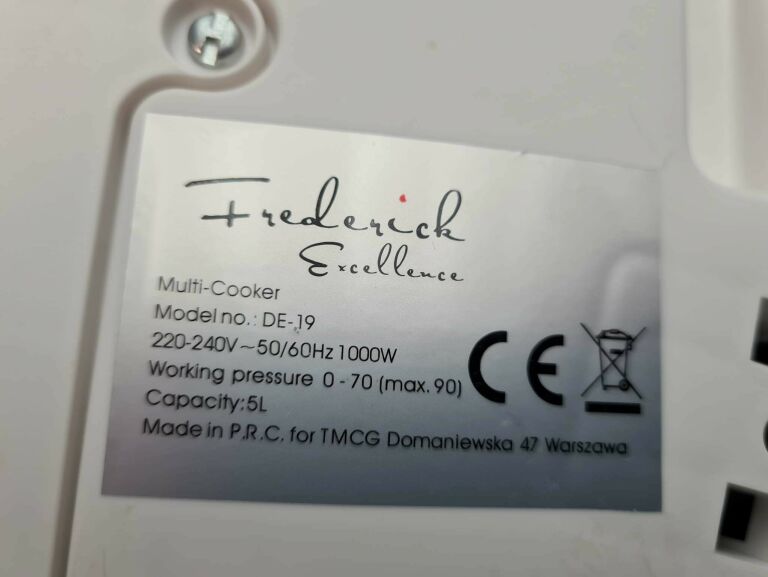 Frederick
Excellence
Multi-Cooker
Model no.: DE-19
220-240V~50/60Hz 1000W
Working pressure 0 - 70 (max. 90)
Capacity:5L
Made in P.R.C. for TMCG Domaniewska 47 Warszawa
CE